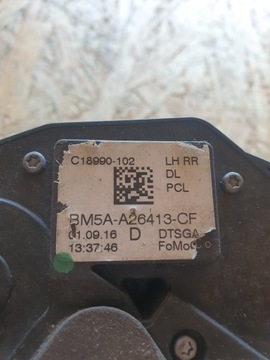 C18990-102 LH RR
DL
PCL
BM5A-A26413-CF
01.09.16 D DTSGA
13:37:46 FoMoCo